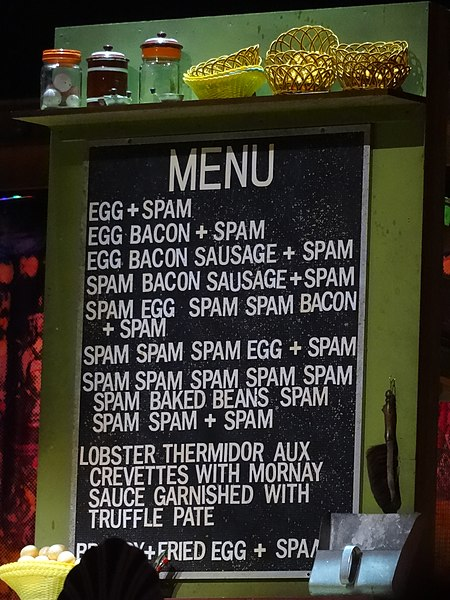 MENU
EGG + SPAM
EGG BACON + SPAM
EGG BACON SAUSAGE + SPAM
SPAM BACON SAUSAGE + SPAM
SPAM EGG SPAM SPAM BACON
+ SPAM
SPAM SPAM SPAM EGG + SPAM
SPAM SPAM SPAM SPAM SPAM
SPAM BAKED BEANS SPAM
SPAM SPAM + SPAM
LOBSTER THERMIDOR AUX
CREVETTES WITH MORNAY
SAUCE GARNISHED WITH
TRUFFLE PATE
+ FRIED EGG + SPAM